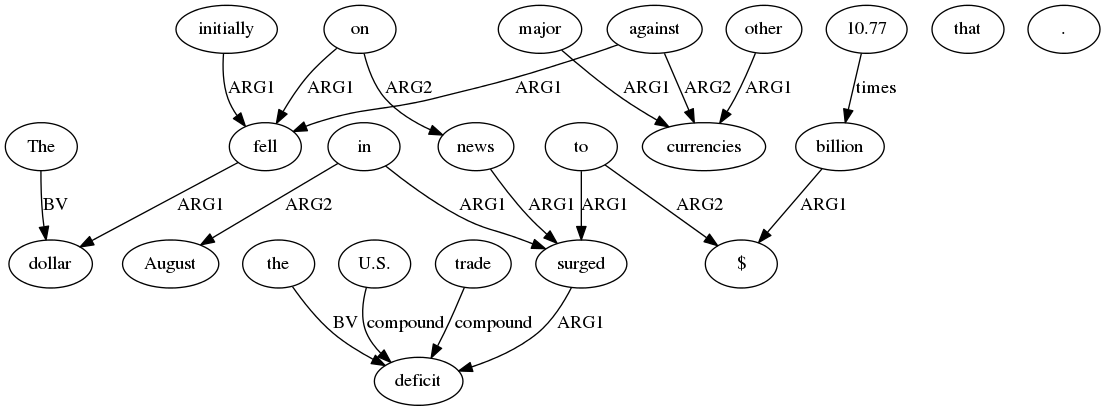 initially on major against other 10.77 that .
ARG1 ARG1 ARG2 ARG1 ARG1 ARG2 ARG1 times
The fell in news currencies to billion
BV ARG1 ARG2 ARG1 ARG1 ARG1 ARG2 ARG1
dollar August the U.S. trade surged $
BV compound compound ARG1
deficit